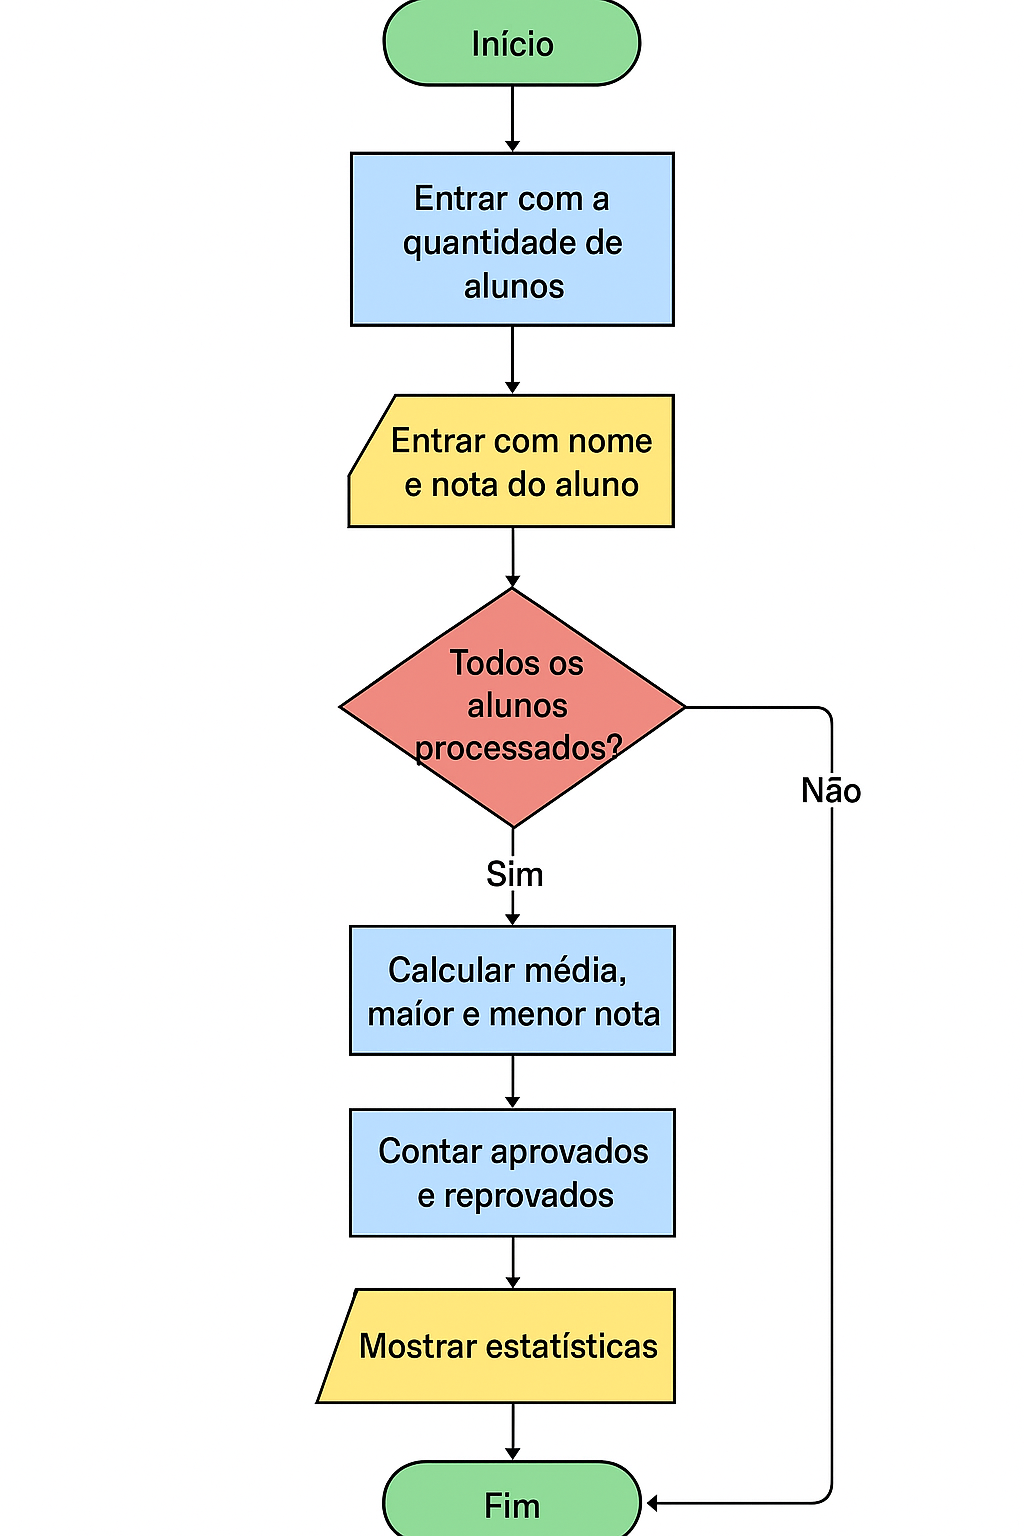 Início
Entrar com a
quantidade de
alunos
Entrar com nome
e nota do aluno
Todos os
alunos
processados?
Não
Sim
Calcular média,
maíor e menor nota
Contar aprovados
e reprovados
Mostrar estatísticas
Fim